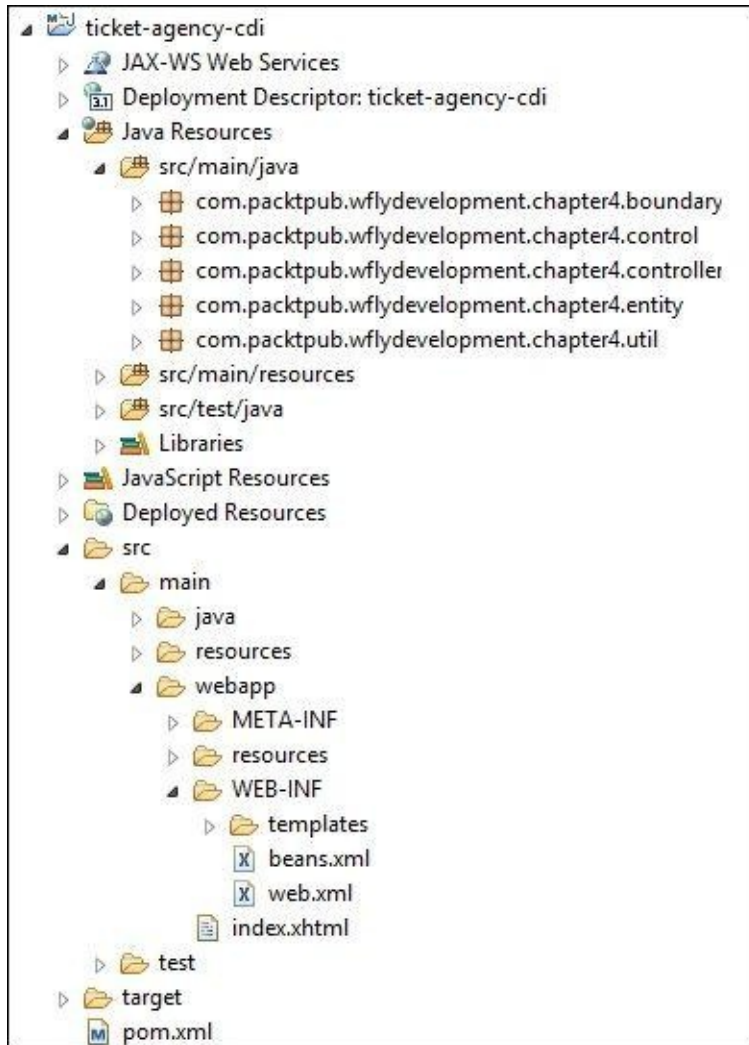 ticket-agency-cdi
JAX-WS Web Services
3.1 Deployment Descriptor: ticket-agency-cdi
Java Resources
src/main/java
com.packtpub.wflydevelopment.chapter4.boundary
com.packtpub.wflydevelopment.chapter4.control
com.packtpub.wflydevelopment.chapter4.controller
com.packtpub.wflydevelopment.chapter4.entity
com.packtpub.wflydevelopment.chapter4.util
src/main/resources
src/test/java
Libraries
JavaScript Resources
Deployed Resources
src
main
java
resources
webapp
META-INF
resources
WEB-INF
templates
beans.xml
web.xml
index.xhtml
test
target
pom.xml